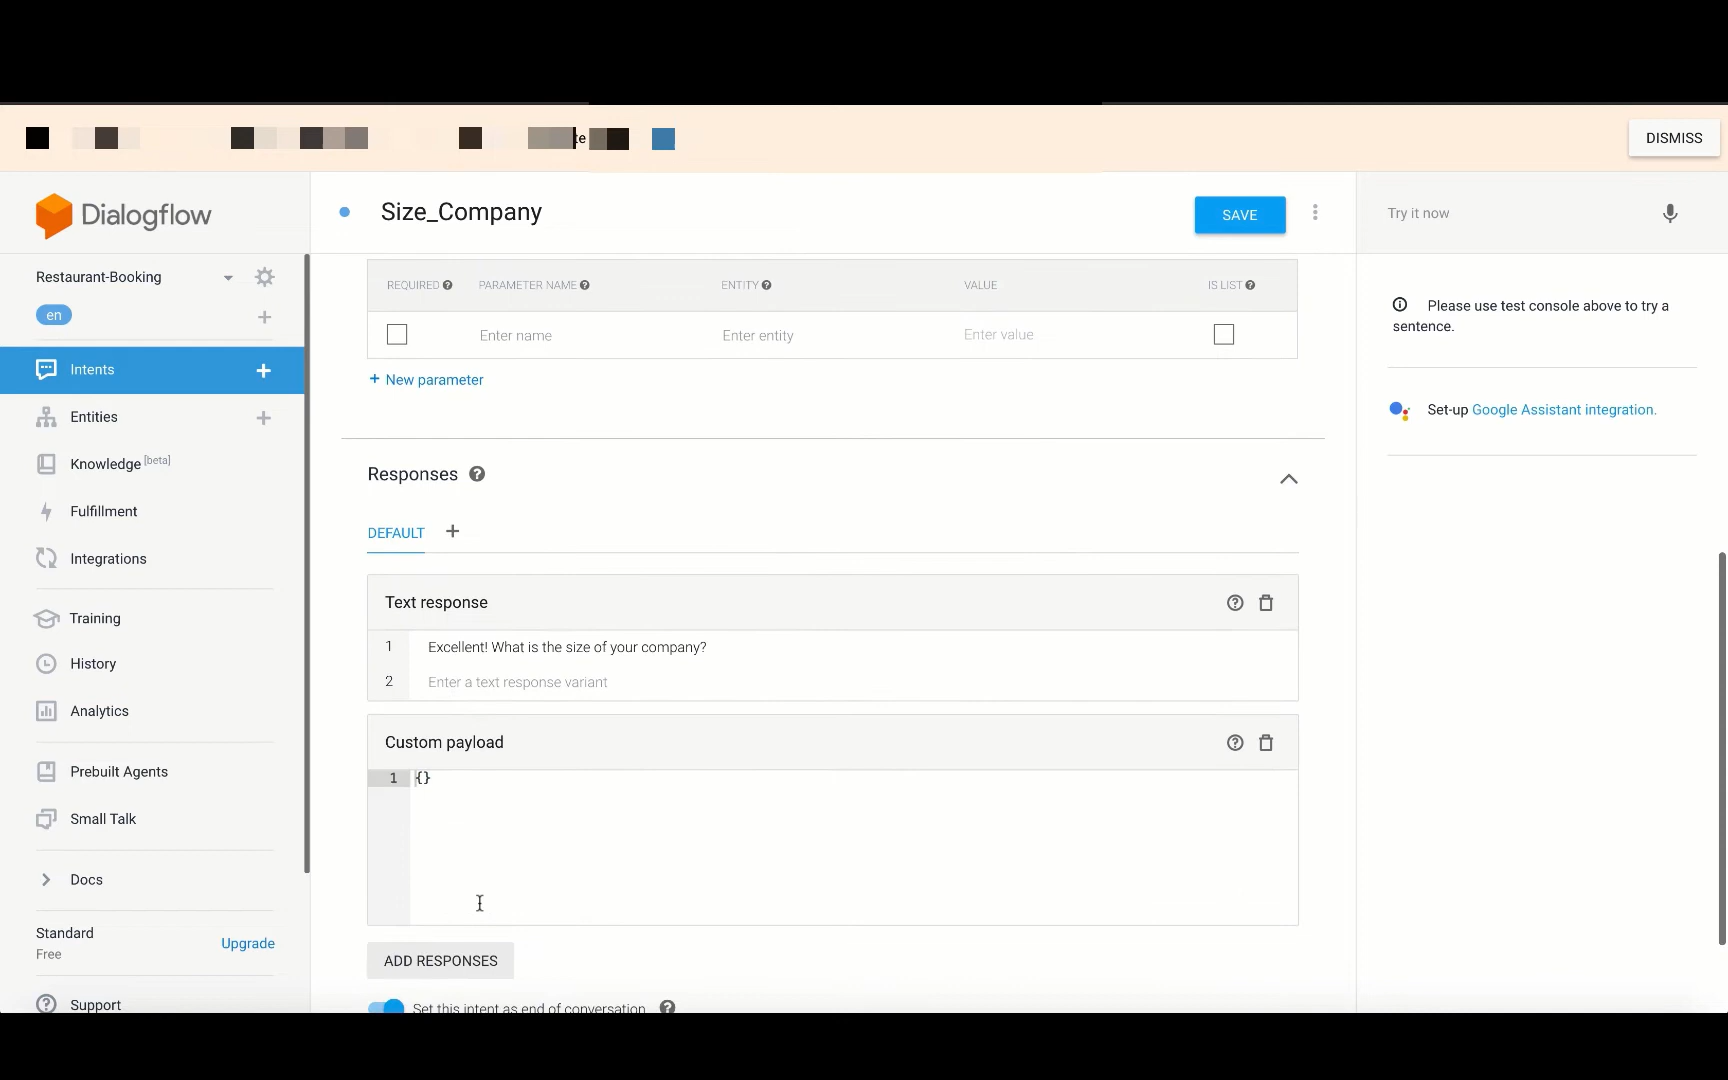 te
DISMISS
Dialogflow
Size_Company
SAVE
Try it now
Restaurant-Booking
en
REQUIRED
PARAMETER NAME
ENTITY
VALUE
IS LIST
Enter name
Enter entity
Enter value
+ New parameter
Please use test console above to try a
sentence.
Set-up Google Assistant integration.
Intents
Entities
Knowledge [beta]
Fulfillment
Integrations
Training
History
Analytics
Prebuilt Agents
Small Talk
Docs
Standard
Free
Upgrade
Support
Responses
DEFAULT
Text response
1 Excellent! What is the size of your company?
2 Enter a text response variant
Custom payload
1 {}
ADD RESPONSES
Set this intent as end of conversation